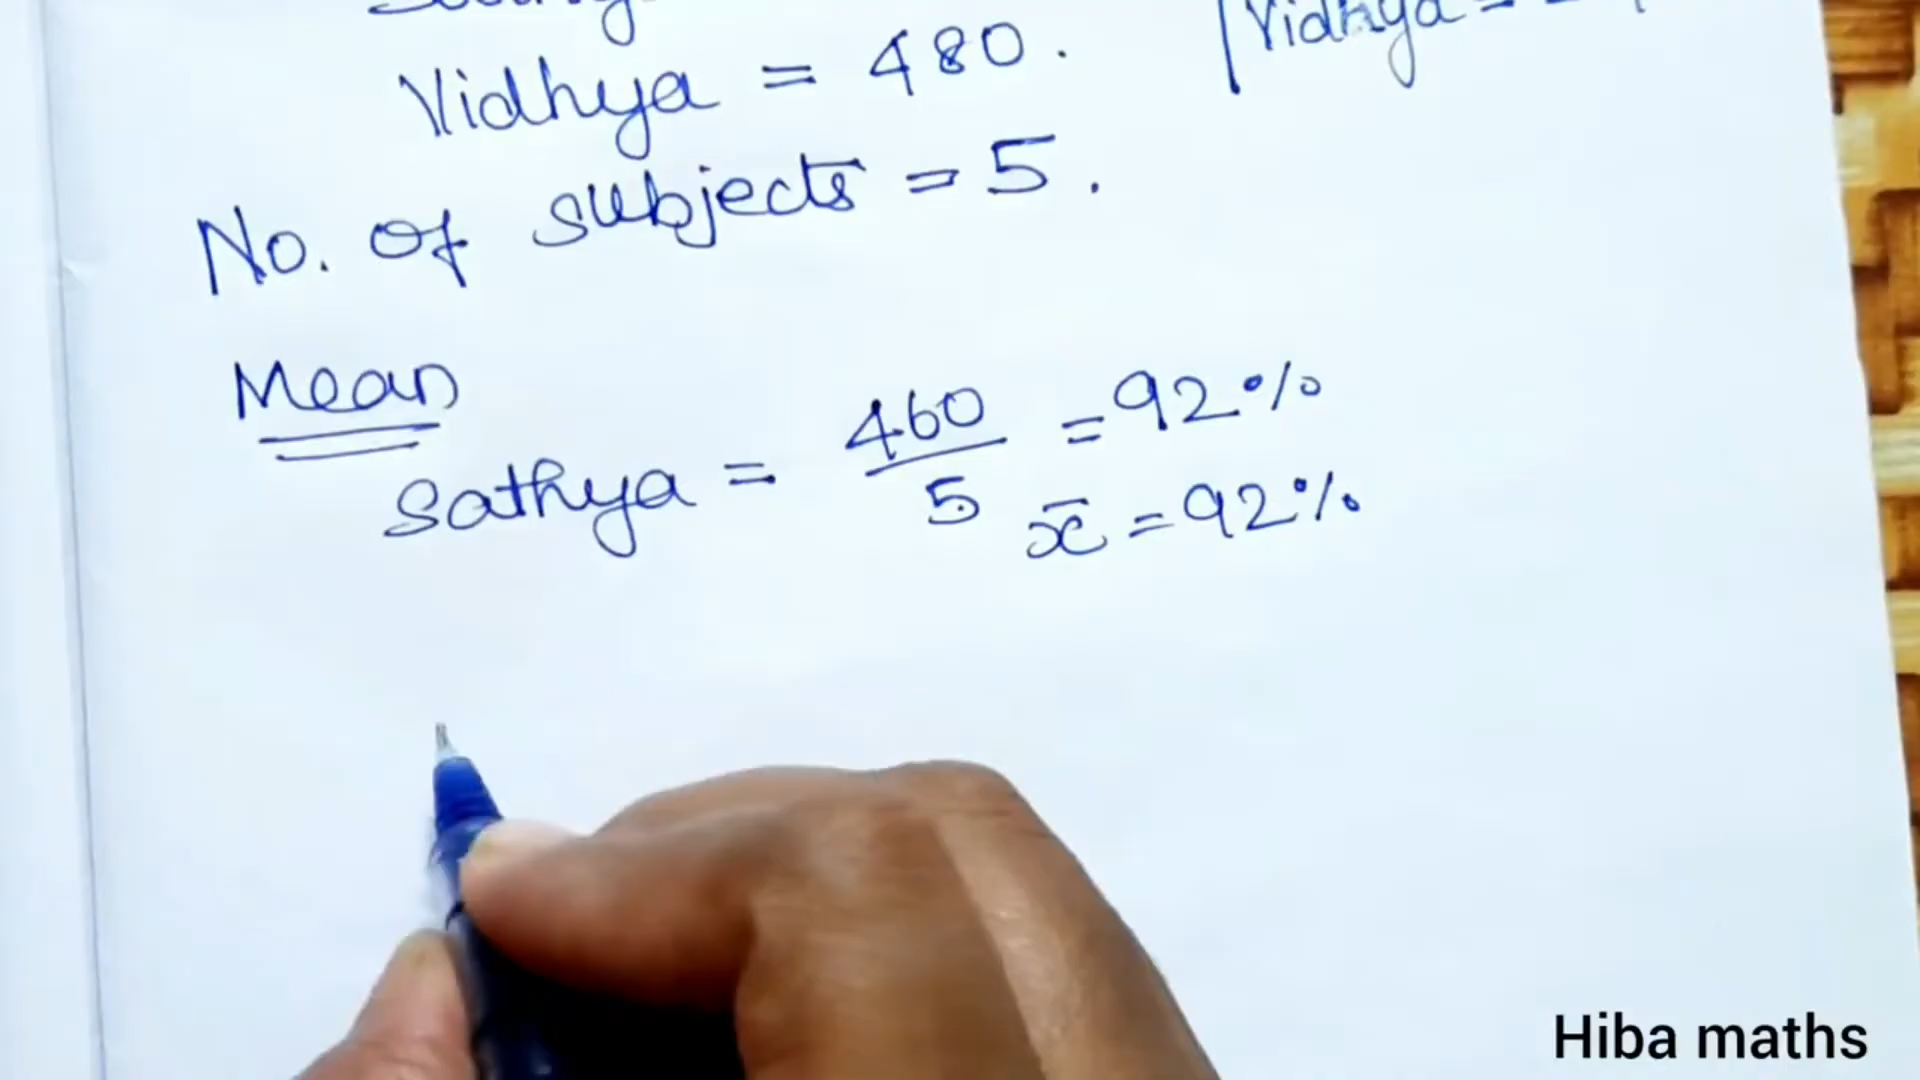 Vidhya = 480.
Vidhya =
No. of subjects = 5.
Mean
Sathya = 460/5 = 92%
x̄ = 92%
Hiba maths